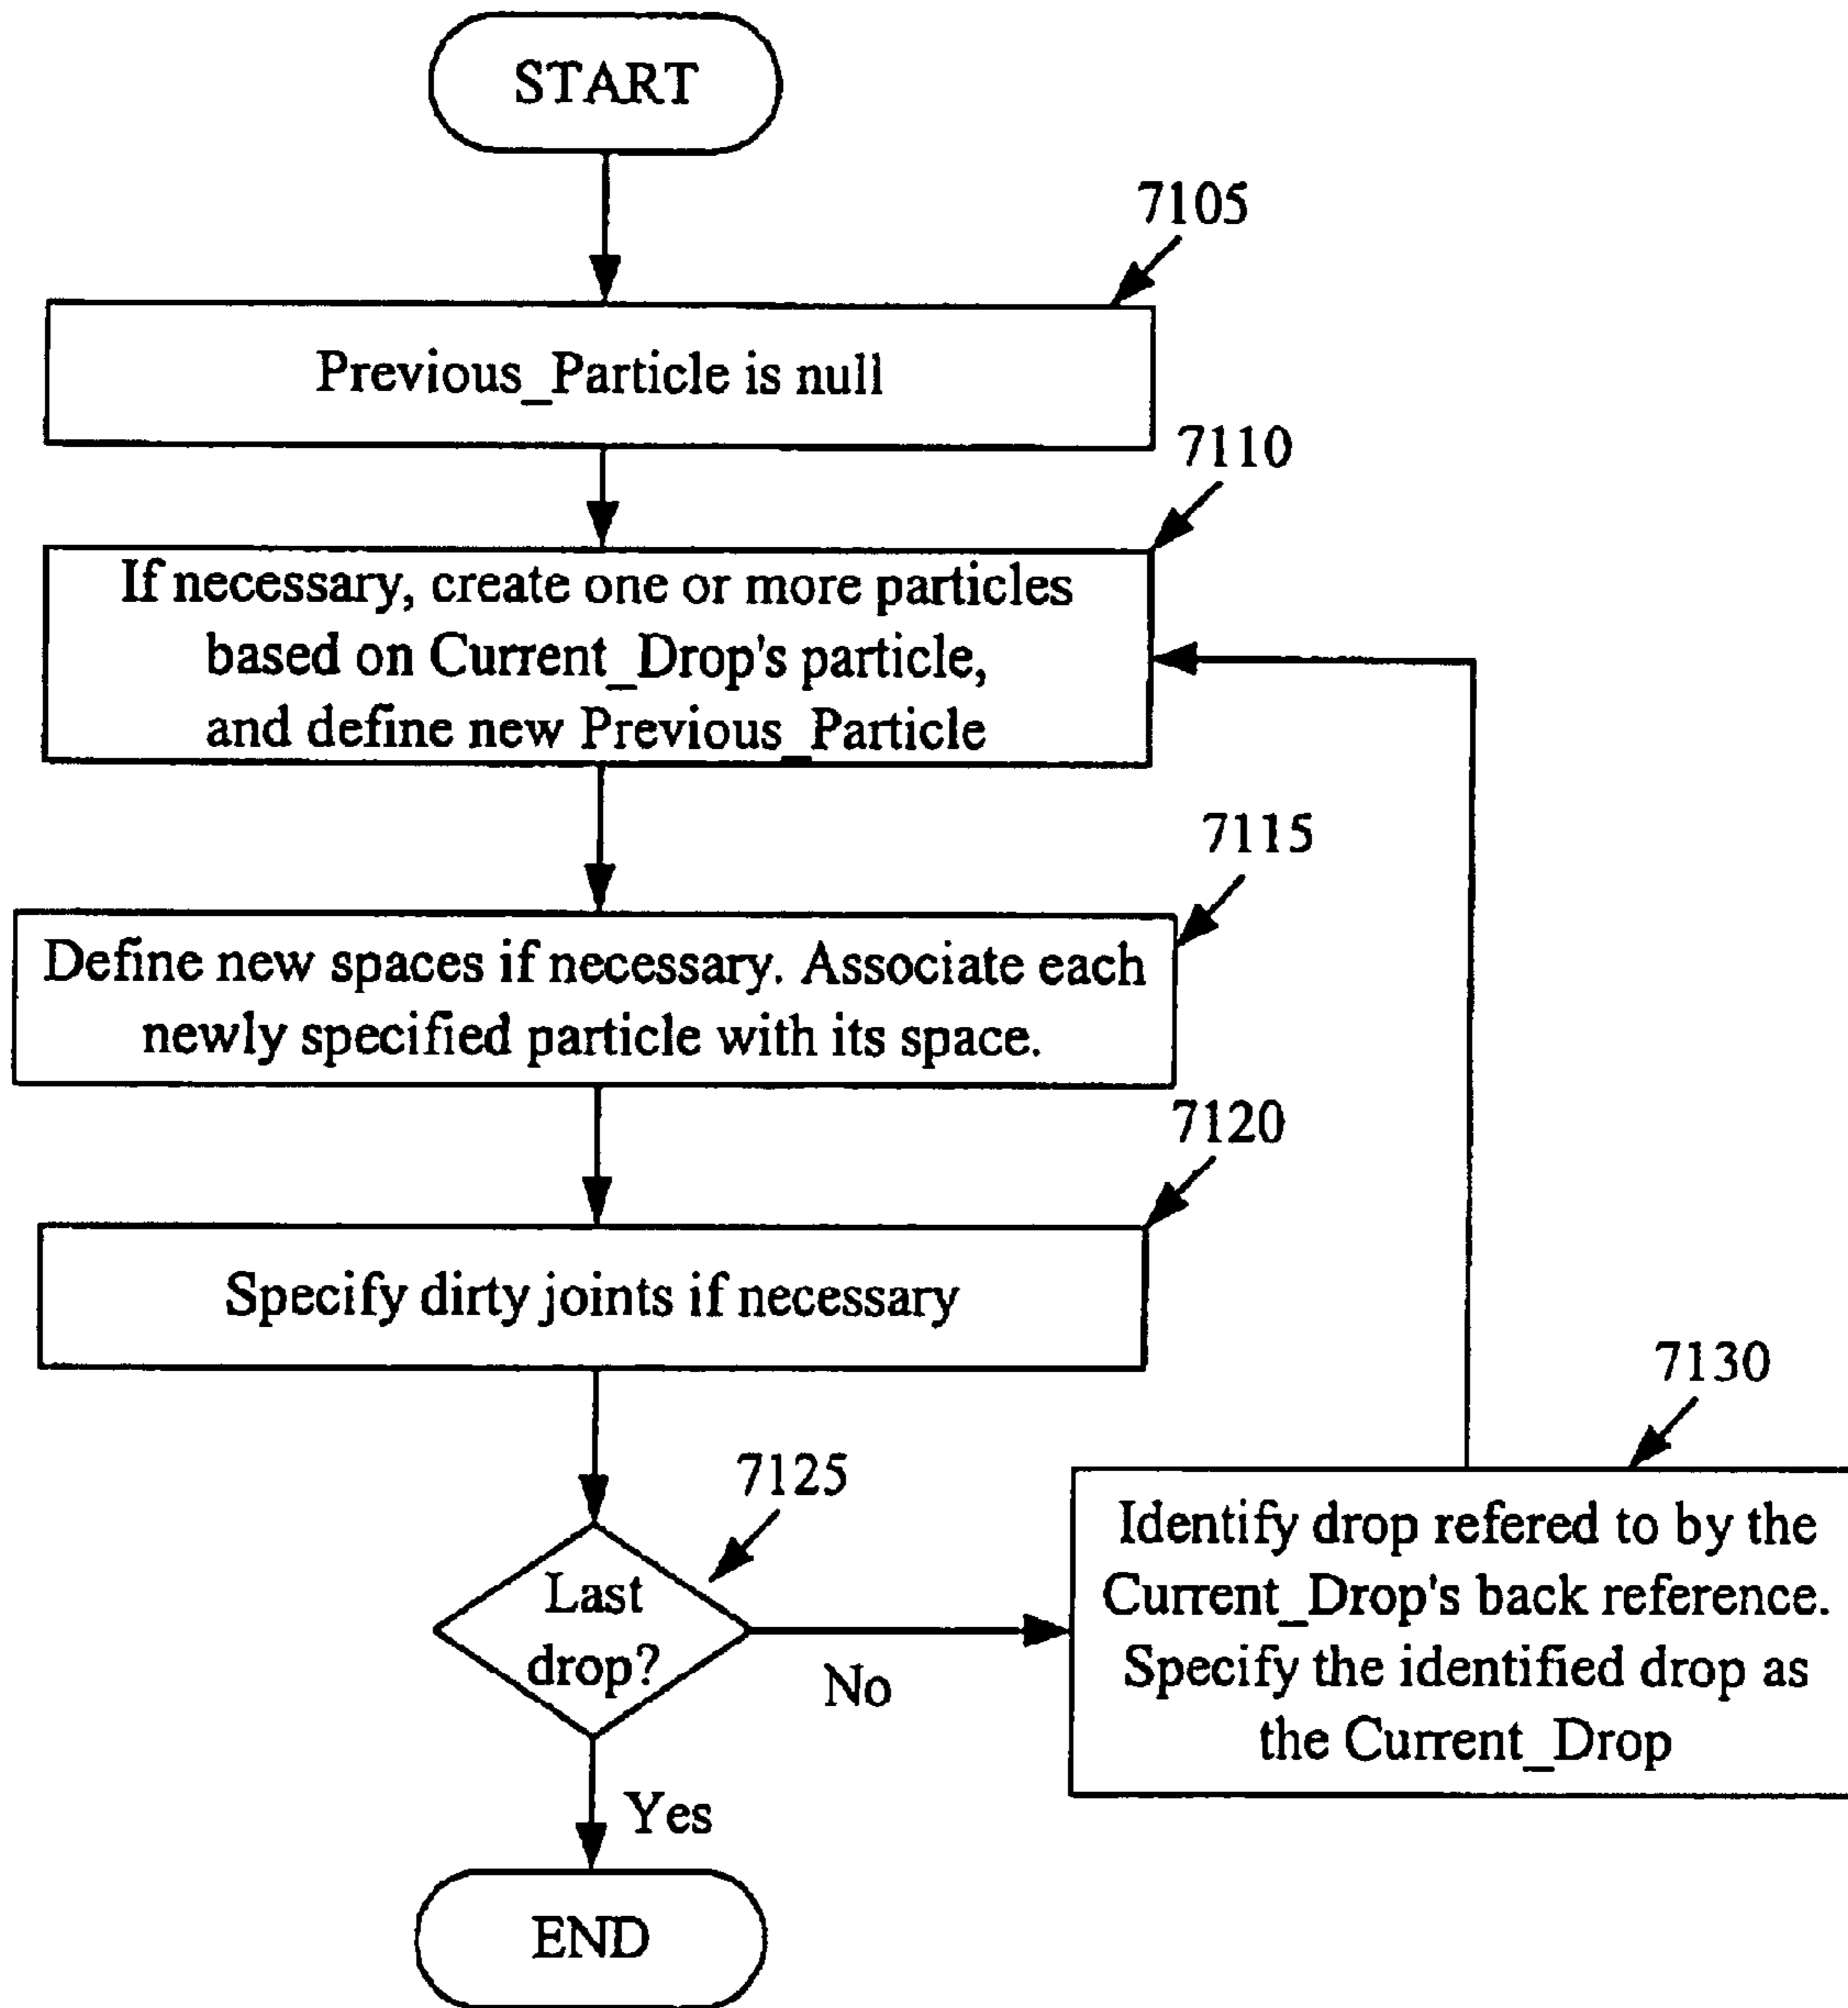 START
7105
Previous_Particle is null
7110
If necessary, create one or more particles
based on Current_Drop's particle,
and define new Previous_Particle
7115
Define new spaces if necessary. Associate each
newly specified particle with its space.
7120
Specify dirty joints if necessary
7125
Last
drop?
No
Yes
7130
Identify drop refered to by the
Current_Drop's back reference.
Specify the identified drop as
the Current_Drop
END